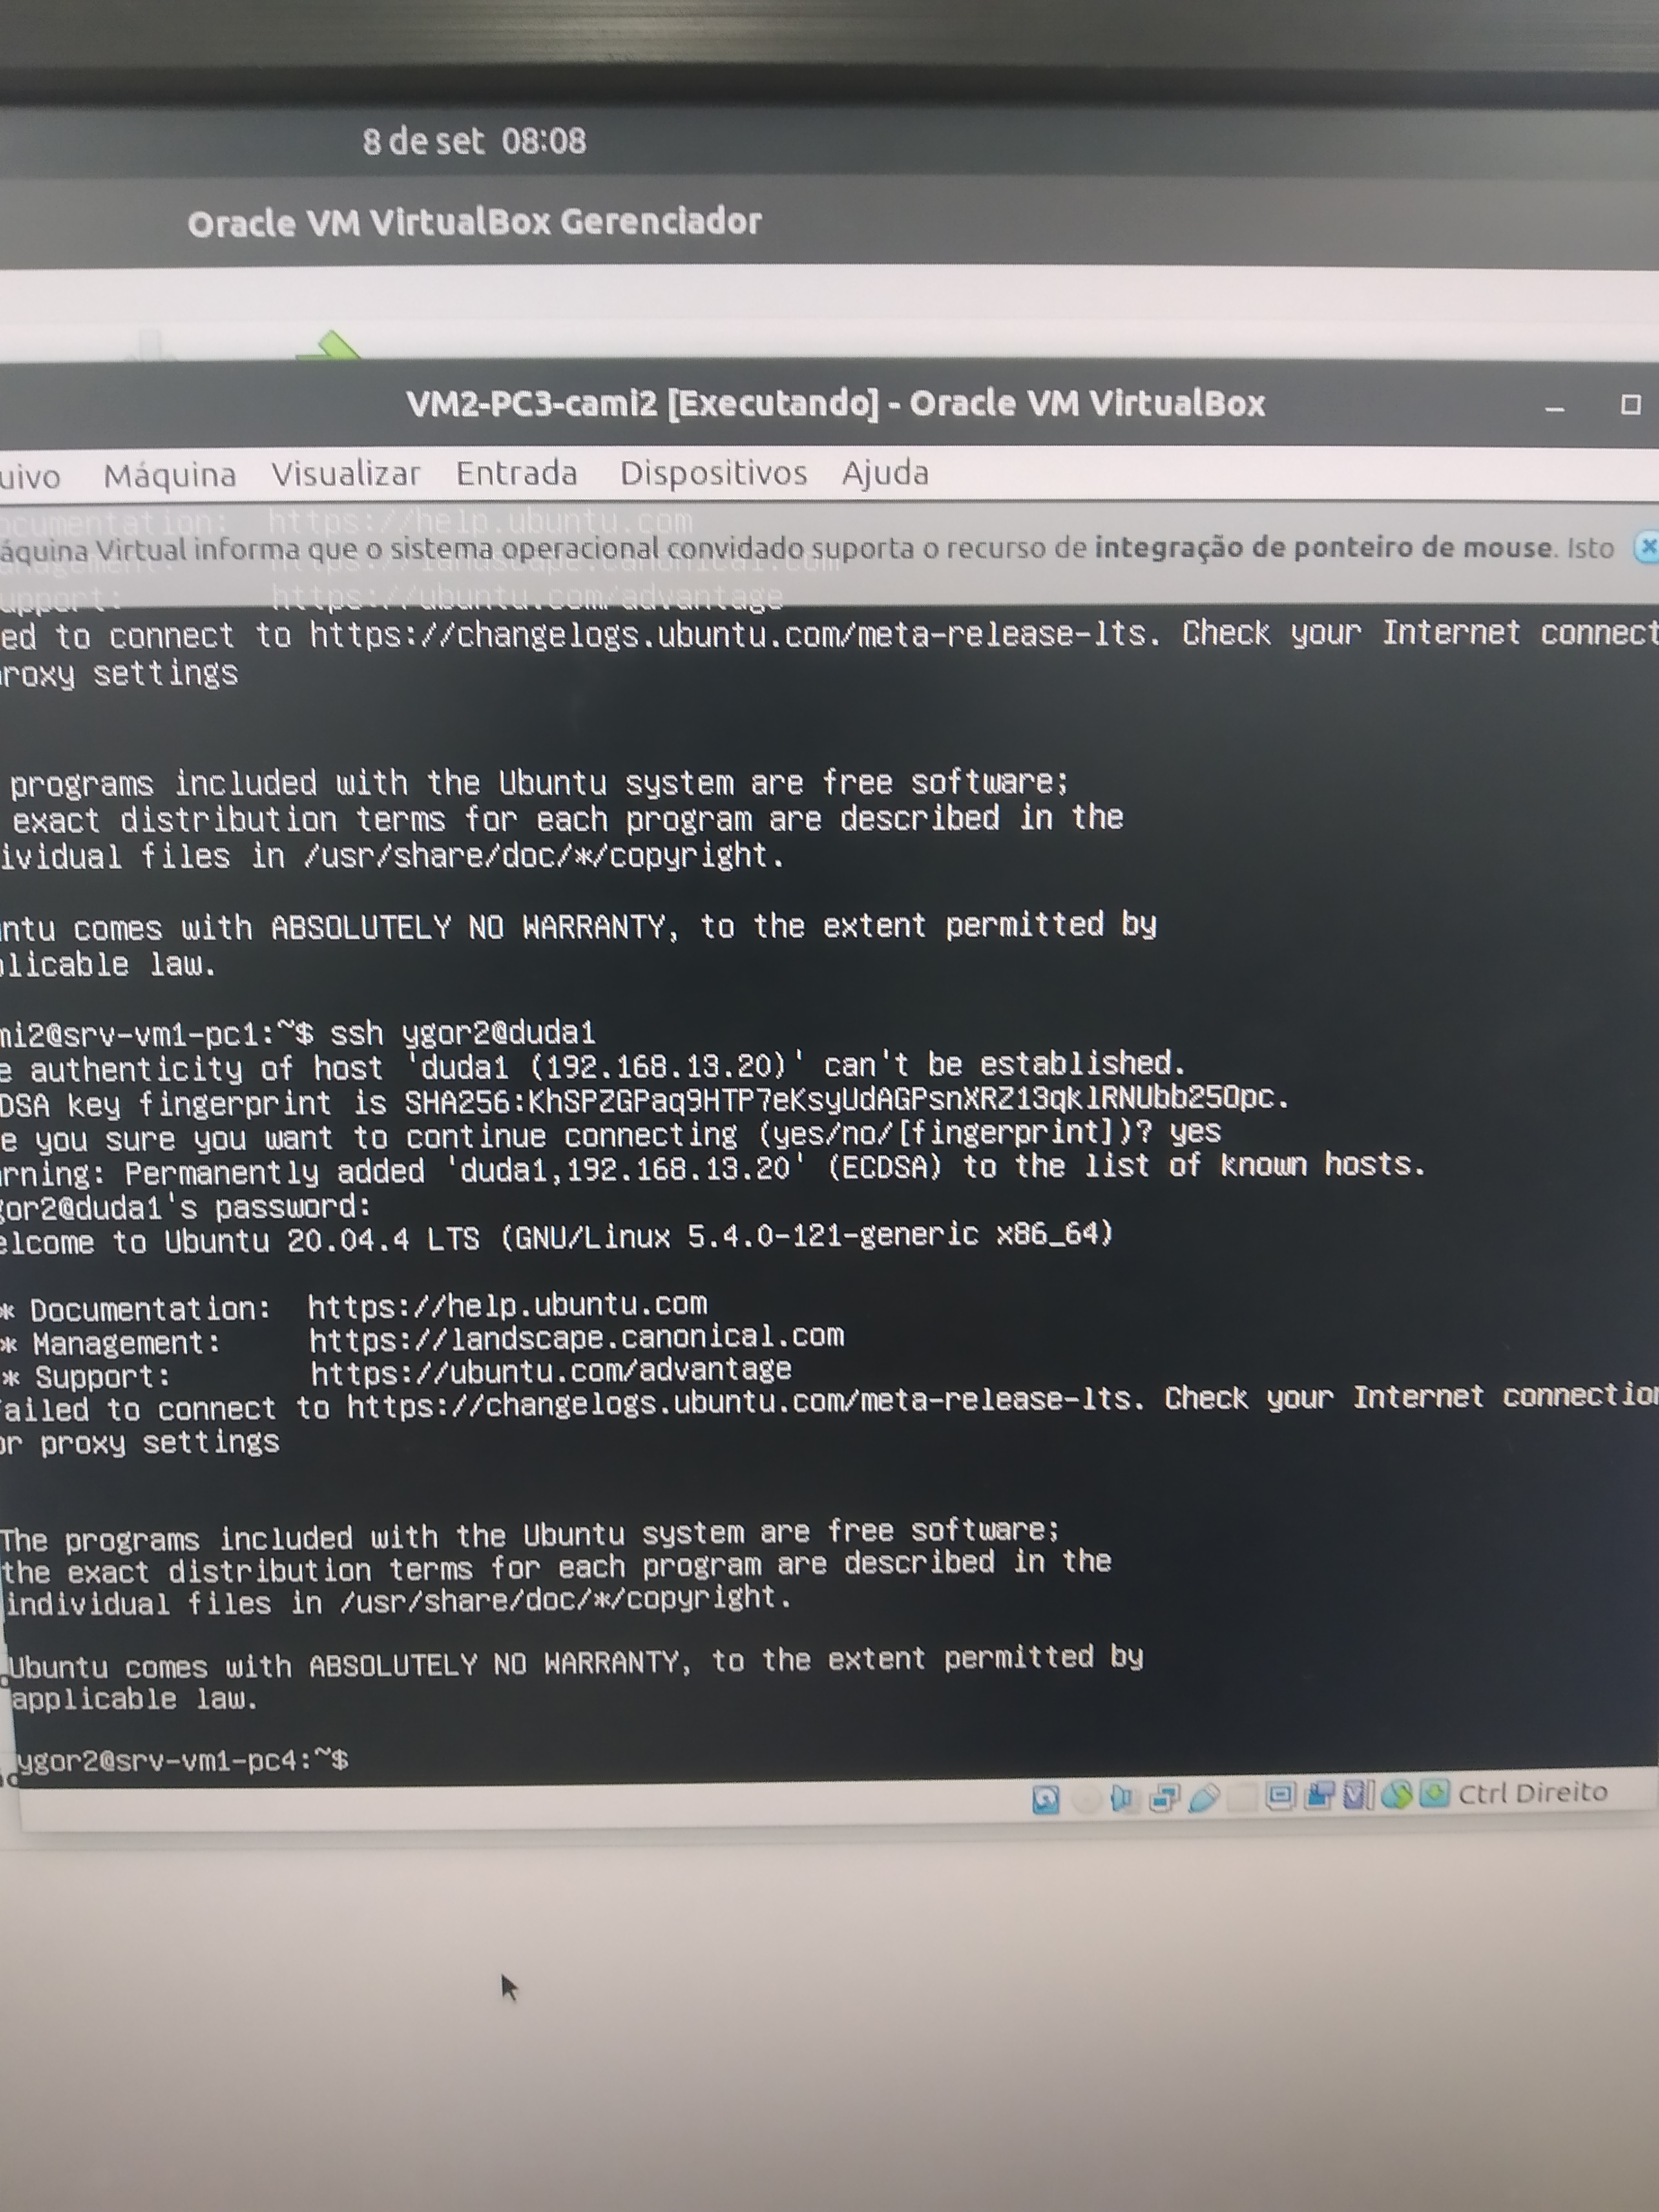 8 de set 08:08
Oracle VM VirtualBox Gerenciador
VM2-PC3-cami2 [Executando] - Oracle VM VirtualBox
uivo Máquina Visualizar Entrada Dispositivos Ajuda
ocumentation: https://help.ubuntu.com
áquina Virtual informa que o sistema operacional convidado suporta o recurso de integração de ponteiro de mouse. Isto
anagement: https://landscape.canonical.com
upport: https://ubuntu.com/advantage
ed to connect to https://changelogs.ubuntu.com/meta-release-lts. Check your Internet connect
roxy settings
programs included with the Ubuntu system are free software;
exact distribution terms for each program are described in the
ividual files in /usr/share/doc/*/copyright.
ntu comes with ABSOLUTELY NO WARRANTY, to the extent permitted by
licable law.
mi2@srv-vm1-pc1:~$ ssh ygor2@duda1
e authenticity of host 'duda1 (192.168.13.20)' can't be established.
DSA key fingerprint is SHA256:KhSPZGPaq9HTP7eKsyUdAGPsnXRZ13qklRNUbb25Opc.
e you sure you want to continue connecting (yes/no/[fingerprint])? yes
rning: Permanently added 'duda1,192.168.13.20' (ECDSA) to the list of known hosts.
gor2@duda1's password:
elcome to Ubuntu 20.04.4 LTS (GNU/Linux 5.4.0-121-generic x86_64)
* Documentation: https://help.ubuntu.com
* Management: https://landscape.canonical.com
* Support: https://ubuntu.com/advantage
ailed to connect to https://changelogs.ubuntu.com/meta-release-lts. Check your Internet connection
or proxy settings
The programs included with the Ubuntu system are free software;
the exact distribution terms for each program are described in the
individual files in /usr/share/doc/*/copyright.
Ubuntu comes with ABSOLUTELY NO WARRANTY, to the extent permitted by
applicable law.
ygor2@srv-vm1-pc4:~$
Ctrl Direito